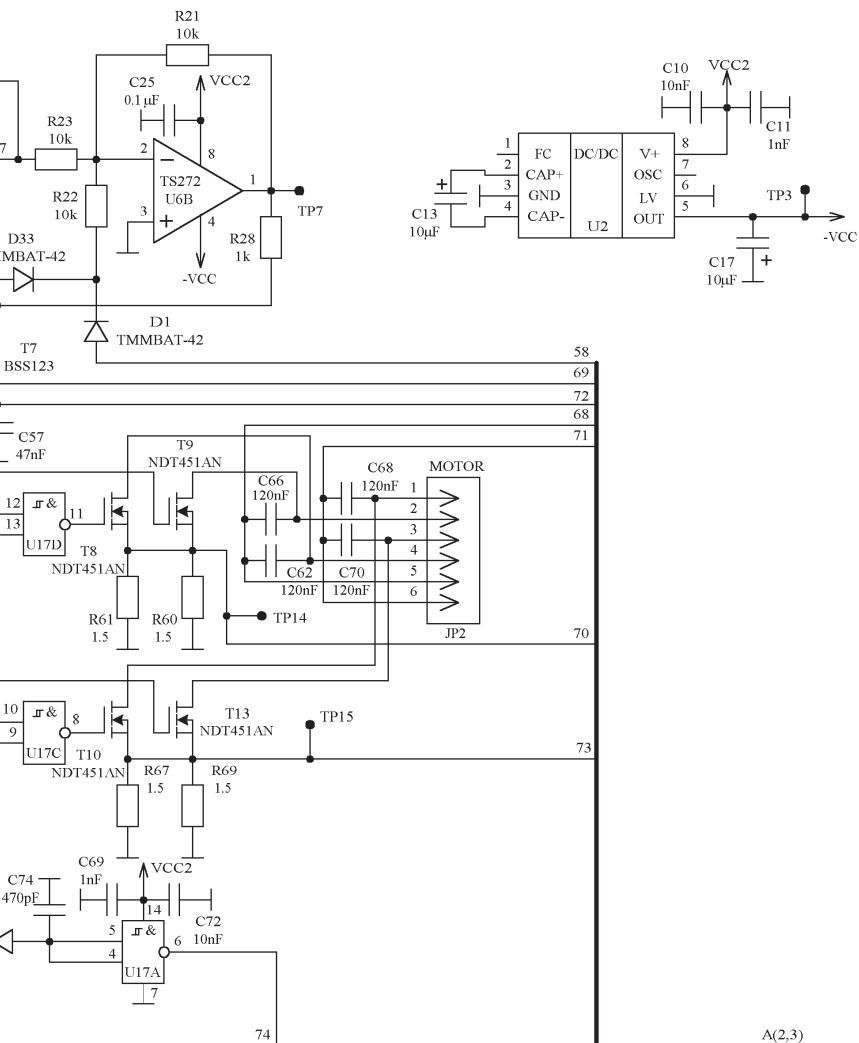 R21
10k
C25
0.1 µF
VCC2
R23
10k
7
2
8
TS272
U6B
1
TP7
3
4
R22
10k
R28
1k
-VCC
D33
MMBAT-42
D1
TMMBAT-42
T7
BSS123
C10
10nF
VCC2
C11
1nF
1
2
3
4
FC
CAP+
GND
CAP-
DC/DC
U2
V+
OSC
LV
OUT
8
7
6
5
C13
10µF
+
TP3
-VCC
C17
10µF
+
58
69
72
68
71
C57
47nF
T9
NDT451AN
C66
120nF
C68
120nF
MOTOR
1
2
3
4
5
6
JP2
12
13
&
U17D
11
T8
NDT451AN
C62
120nF
C70
120nF
R61
1.5
R60
1.5
TP14
70
10
9
&
U17C
8
T10
NDT451AN
T13
NDT451AN
TP15
73
R67
1.5
R69
1.5
C74
470pF
C69
1nF
VCC2
14
C72
10nF
5
4
&
U17A
6
7
74
A(2,3)